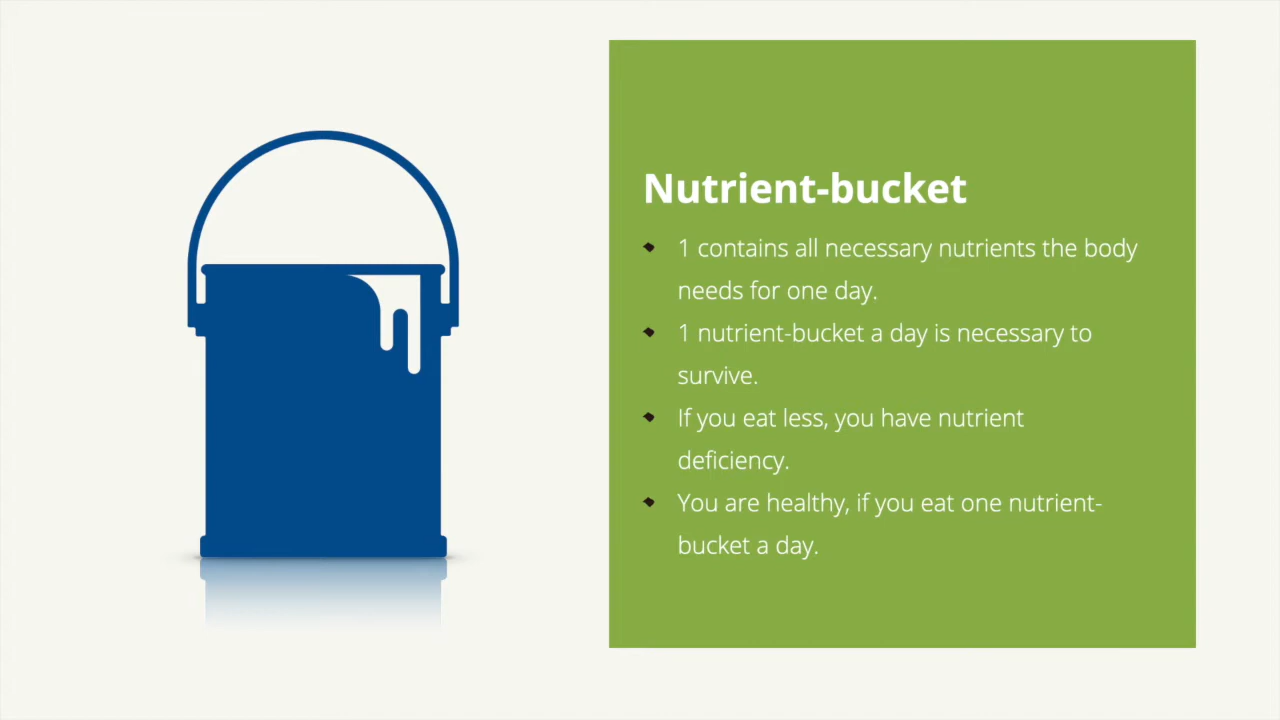 Nutrient-bucket
1 contains all necessary nutrients the body
needs for one day.
1 nutrient-bucket a day is necessary to
survive.
If you eat less, you have nutrient
deficiency.
You are healthy, if you eat one nutrient-
bucket a day.